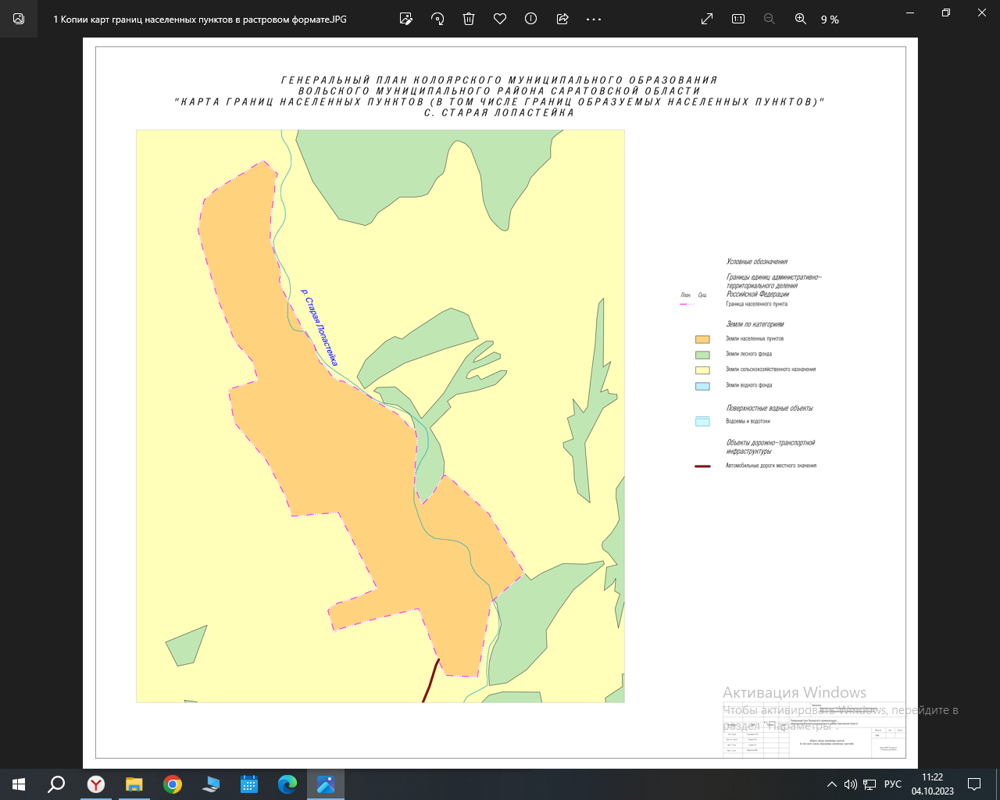 1 Копии карт границ населенных пунктов в растровом формате.JPG
9 %
ГЕНЕРАЛЬНЫЙ ПЛАН КОЛОЯРСКОГО МУНИЦИПАЛЬНОГО ОБРАЗОВАНИЯ
ВОЛЬСКОГО МУНИЦИПАЛЬНОГО РАЙОНА САРАТОВСКОЙ ОБЛАСТИ
"КАРТА ГРАНИЦ НАСЕЛЕННЫХ ПУНКТОВ (В ТОМ ЧИСЛЕ ГРАНИЦ ОБРАЗУЕМЫХ НАСЕЛЕННЫХ ПУНКТОВ)"
С. СТАРАЯ ЛОПАСТЕЙКА
р. Старая Лопастейка
Условные обозначения
Границы единиц административно-
территориального деления
План. Сущ. Российской Федерации
Граница населенного пункта
Земли по категориям
Земли населенных пунктов
Земли лесного фонда
Земли сельскохозяйственного назначения
Земли водного фонда
Поверхностные водные объекты
Водоемы и водотоки
Объекты дорожно-транспортной
инфраструктуры
Автомобильные дороги местного значения
Активация Windows
Чтобы активировать Windows, перейдите в
раздел "Параметры".
РУС
11:22
04.10.2023